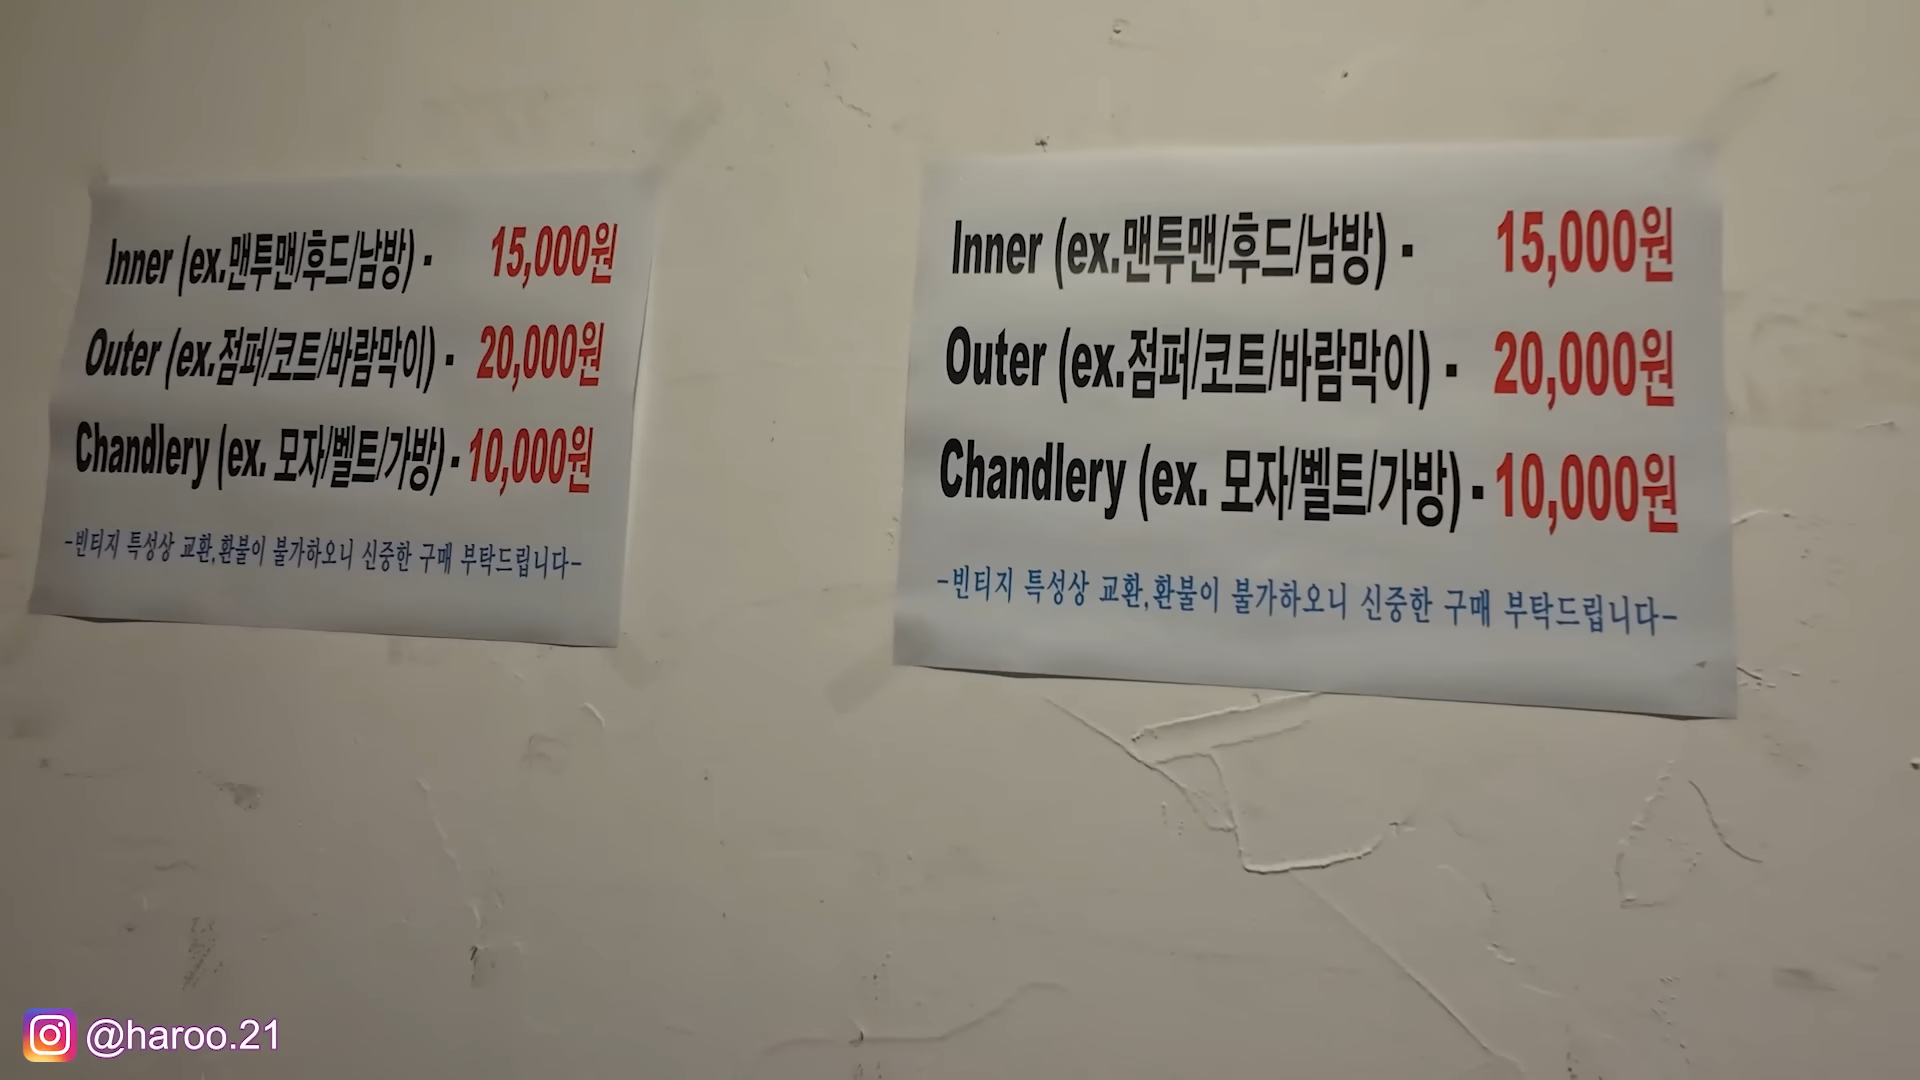 Inner (ex.맨투맨/후드/남방) - 15,000원
Outer (ex.점퍼/코트/바람막이) - 20,000원
Chandlery (ex. 모자/벨트/가방) - 10,000원
-빈티지 특성상 교환,환불이 불가하오니 신중한 구매 부탁드립니다-
Inner (ex.맨투맨/후드/남방) - 15,000원
Outer (ex.점퍼/코트/바람막이) - 20,000원
Chandlery (ex. 모자/벨트/가방) - 10,000원
-빈티지 특성상 교환,환불이 불가하오니 신중한 구매 부탁드립니다-
@haroo.21